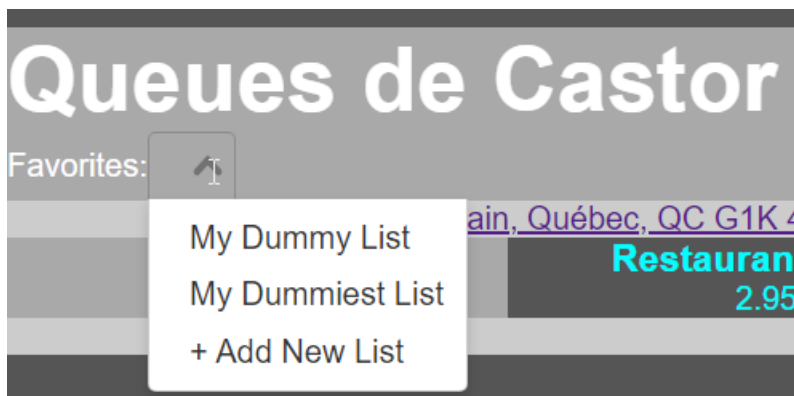 Queues de Castor
Favorites:
ain, Québec, QC G1K
My Dummy List
Restauran
My Dummiest List
2.95
+ Add New List